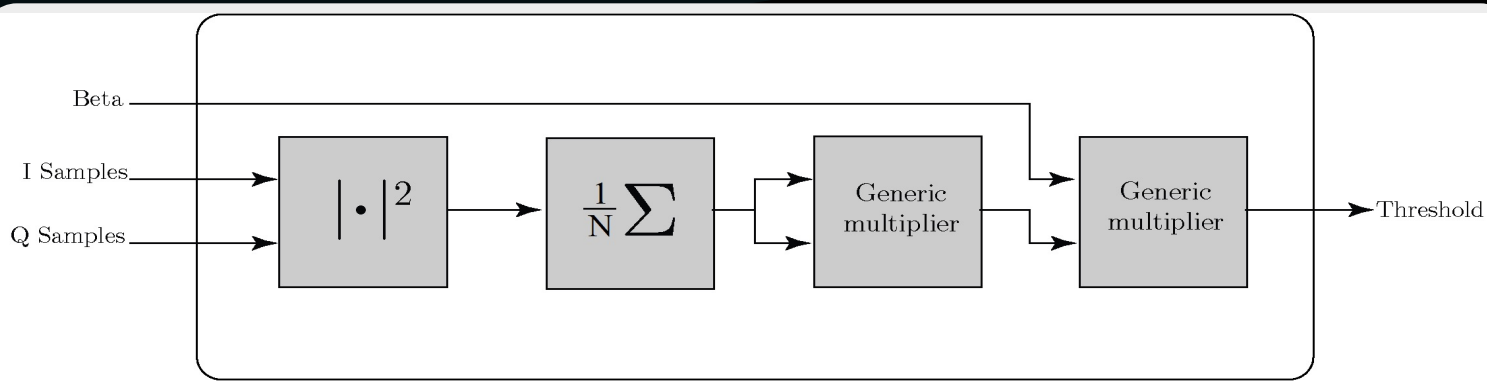 Beta
I Samples
Q Samples
|•|²
1/N ∑
Generic
multiplier
Generic
multiplier
Threshold